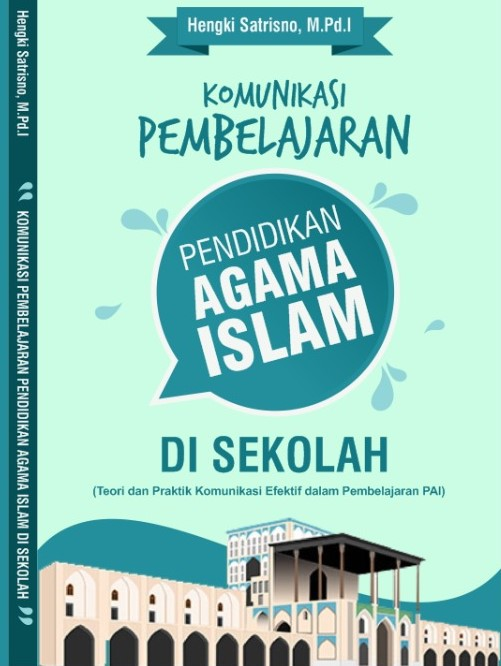 Hengki Satrisno, M.Pd.I
KOMUNIKASI
PEMBELAJARAN
PENDIDIKAN
AGAMA
ISLAM
DI SEKOLAH
(Teori dan Praktik Komunikasi Efektif dalam Pembelajaran PAI)
Hengki Satrisno, M.Pd.I
“ KOMUNIKASI PEMBELAJARAN PENDIDIKAN AGAMA ISLAM DI SEKOLAH ”